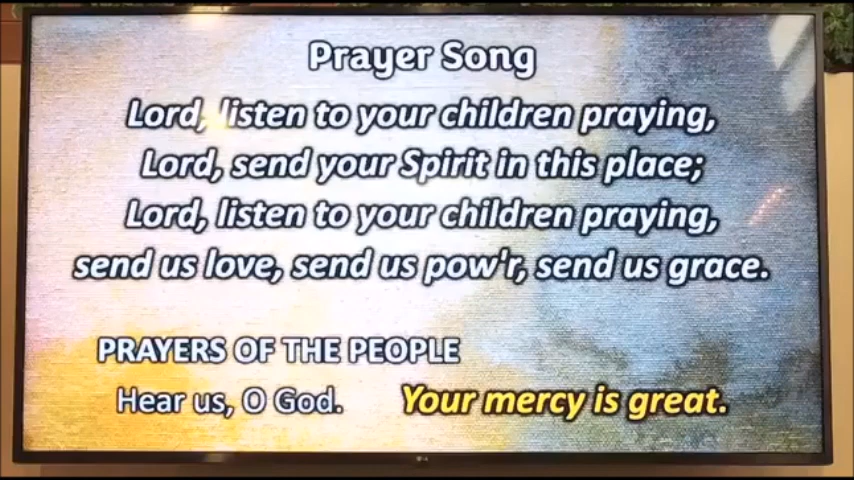 Prayer Song
Lord, listen to your children praying,
Lord, send your Spirit in this place;
Lord, listen to your children praying,
send us love, send us pow'r, send us grace.
PRAYERS OF THE PEOPLE
Hear us, O God. Your mercy is great.